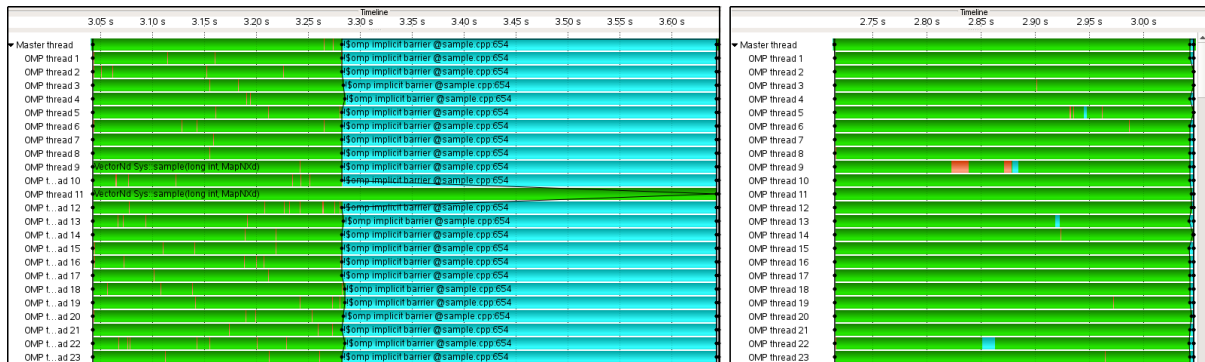 Timeline
3.05 s 3.10 s 3.15 s 3.20 s 3.25 s 3.30 s 3.35 s 3.40 s 3.45 s 3.50 s 3.55 s 3.60 s
Master thread !$omp implicit barrier @sample.cpp:654
OMP thread 1 !$omp implicit barrier @sample.cpp:654
OMP thread 2 !$omp implicit barrier @sample.cpp:654
OMP thread 3 !$omp implicit barrier @sample.cpp:654
OMP thread 4 !$omp implicit barrier @sample.cpp:654
OMP thread 5 !$omp implicit barrier @sample.cpp:654
OMP thread 6 !$omp implicit barrier @sample.cpp:654
OMP thread 7 !$omp implicit barrier @sample.cpp:654
OMP thread 8 !$omp implicit barrier @sample.cpp:654
OMP thread 9 VectorNd Sys::sample(long int, MapNXd) !$omp implicit barrier @sample.cpp:654
OMP t...ad 10 !$omp implicit barrier @sample.cpp:654
OMP thread 11 VectorNd Sys::sample(long int, MapNXd)
OMP t...ad 12 !$omp implicit barrier @sample.cpp:654
OMP t...ad 13 !$omp implicit barrier @sample.cpp:654
OMP t...ad 14 !$omp implicit barrier @sample.cpp:654
OMP t...ad 15 !$omp implicit barrier @sample.cpp:654
OMP t...ad 16 !$omp implicit barrier @sample.cpp:654
OMP t...ad 17 !$omp implicit barrier @sample.cpp:654
OMP t...ad 18 !$omp implicit barrier @sample.cpp:654
OMP t...ad 19 !$omp implicit barrier @sample.cpp:654
OMP t...ad 20 !$omp implicit barrier @sample.cpp:654
OMP t...ad 21 !$omp implicit barrier @sample.cpp:654
OMP t...ad 22 !$omp implicit barrier @sample.cpp:654
OMP t...ad 23 !$omp implicit barrier @sample.cpp:654
Timeline
2.75 s 2.80 s 2.85 s 2.90 s 2.95 s 3.00 s
Master thread
OMP thread 1
OMP thread 2
OMP thread 3
OMP thread 4
OMP thread 5
OMP thread 6
OMP thread 7
OMP thread 8
OMP thread 9
OMP thread 10
OMP thread 11
OMP thread 12
OMP thread 13
OMP thread 14
OMP thread 15
OMP thread 16
OMP thread 17
OMP thread 18
OMP thread 19
OMP thread 20
OMP thread 21
OMP thread 22
OMP thread 23